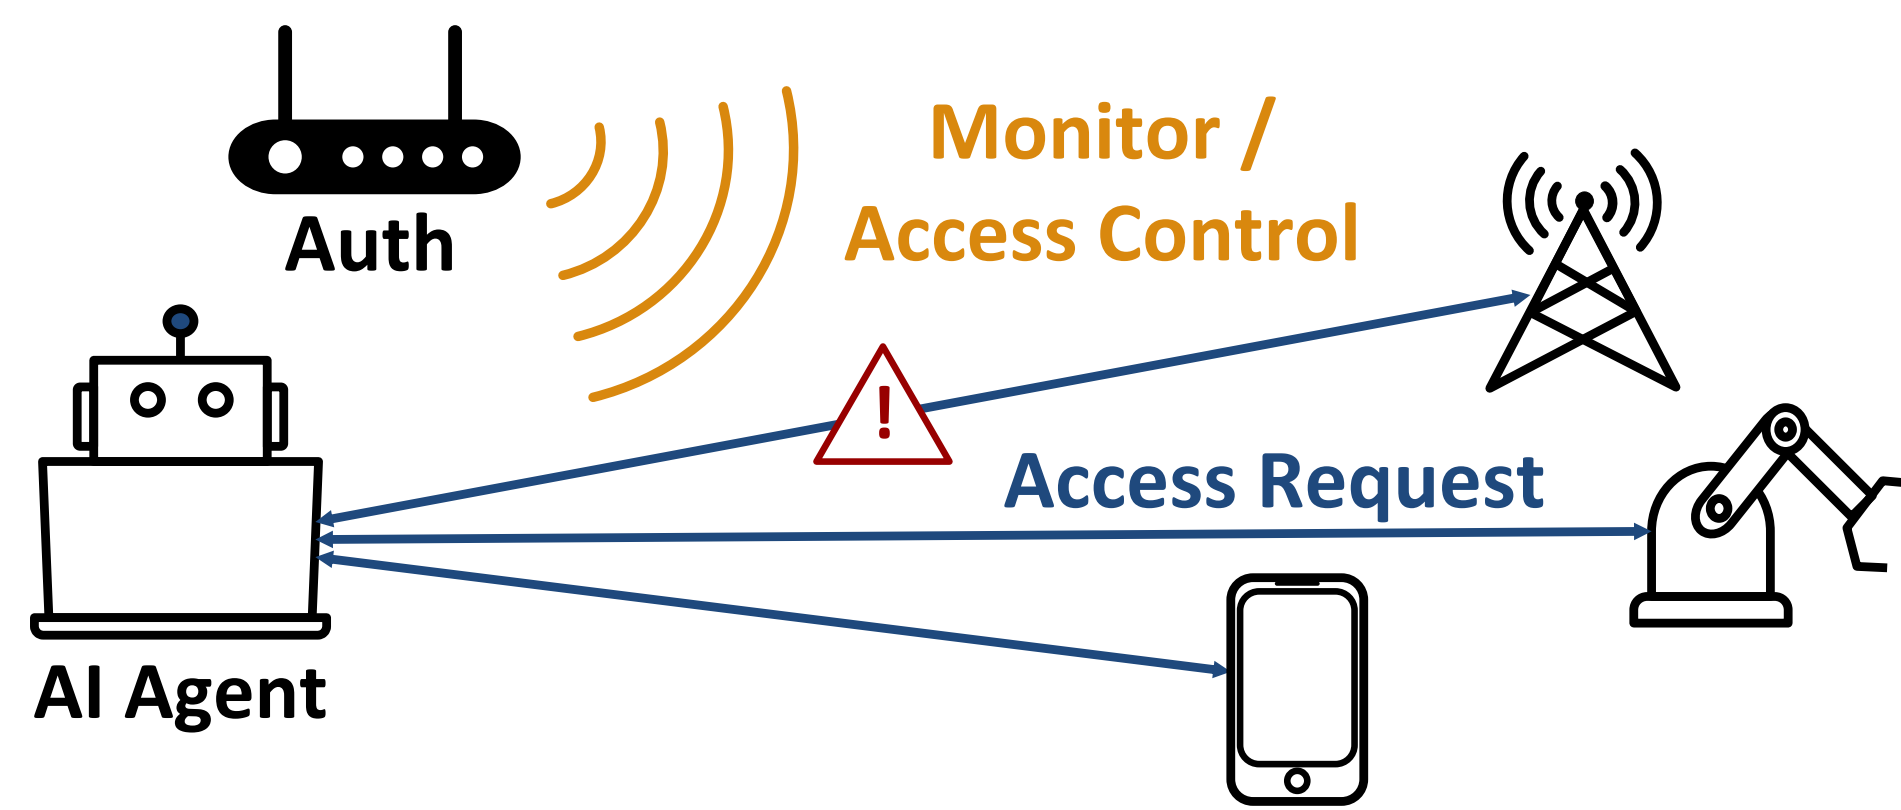 Monitor /
Access Control
Auth
!
Access Request
AI Agent